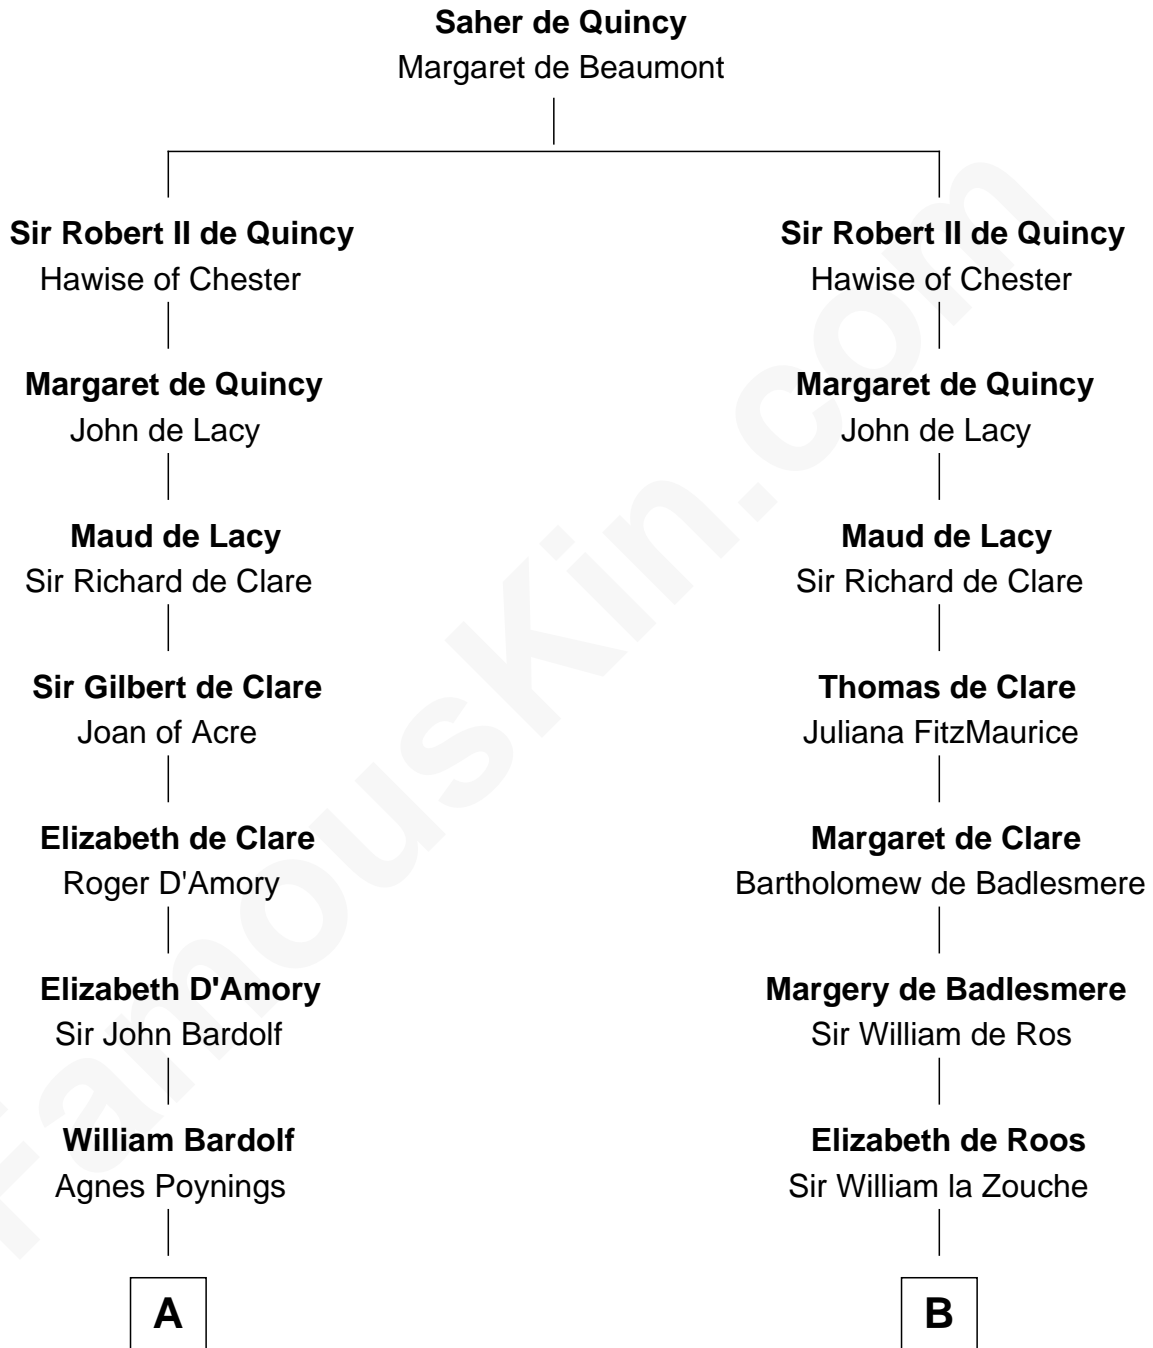 Saher de Quincy
Margaret de Beaumont
Sir Robert II de Quincy
Hawise of Chester
Margaret de Quincy
John de Lacy
Maud de Lacy
Sir Richard de Clare
Sir Gilbert de Clare
Joan of Acre
Elizabeth de Clare
Roger D'Amory
Elizabeth D'Amory
Sir John Bardolf
William Bardolf
Agnes Poynings
A
Sir Robert II de Quincy
Hawise of Chester
Margaret de Quincy
John de Lacy
Maud de Lacy
Sir Richard de Clare
Thomas de Clare
Juliana FitzMaurice
Margaret de Clare
Bartholomew de Badlesmere
Margery de Badlesmere
Sir William de Ros
Elizabeth de Roos
Sir William la Zouche
B
FamousKin.com